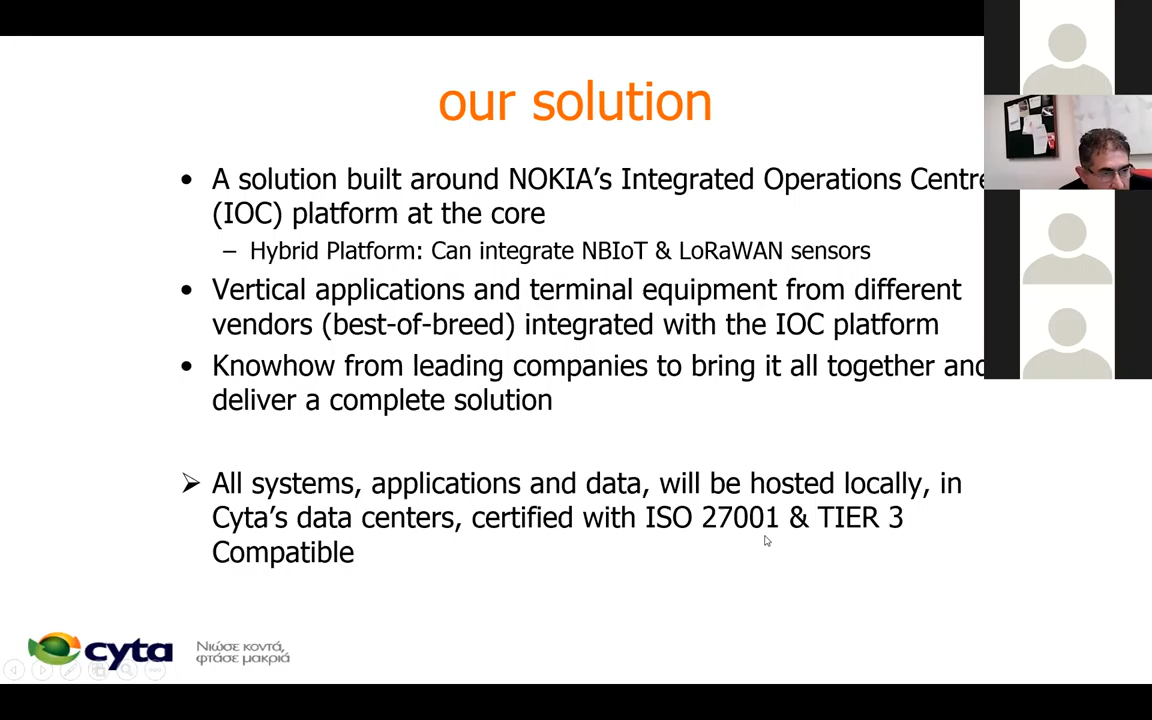 our solution
• A solution built around NOKIA’s Integrated Operations Centre
(IOC) platform at the core
– Hybrid Platform: Can integrate NBIoT & LoRaWAN sensors
• Vertical applications and terminal equipment from different
vendors (best-of-breed) integrated with the IOC platform
• Knowhow from leading companies to bring it all together and
deliver a complete solution
➢ All systems, applications and data, will be hosted locally, in
Cyta’s data centers, certified with ISO 27001 & TIER 3
Compatible
cyta
Νιώσε κοντά,
φτάσε μακριά